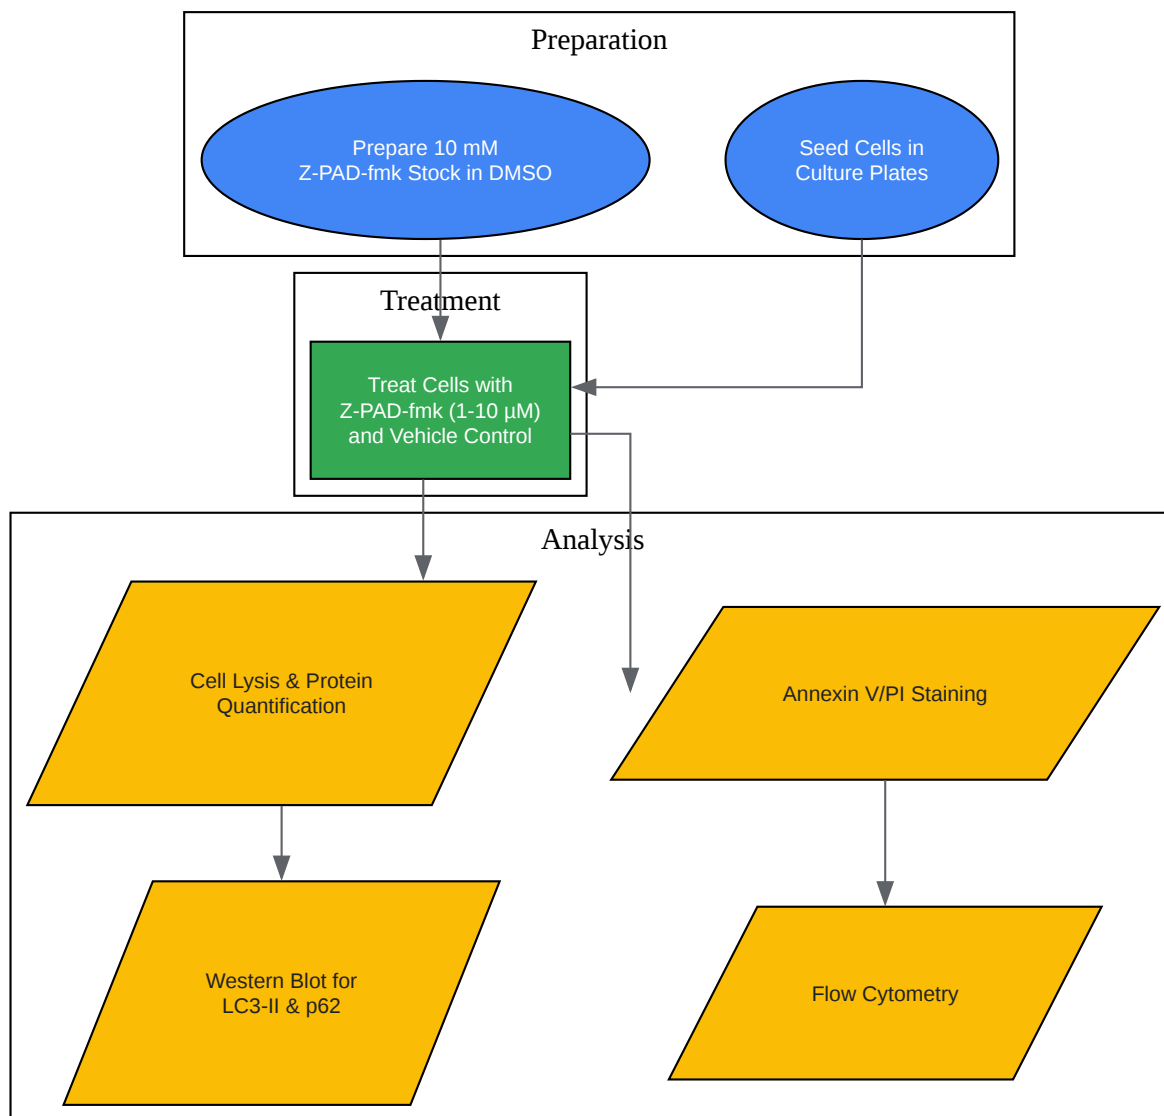 Preparation
Prepare 10 mM
Z-PAD-fmk Stock in DMSO
Seed Cells in
Culture Plates
Treatment
Treat Cells with
Z-PAD-fmk (1-10 µM)
and Vehicle Control
Analysis
Cell Lysis & Protein
Quantification
Annexin V/PI Staining
Western Blot for
LC3-II & p62
Flow Cytometry